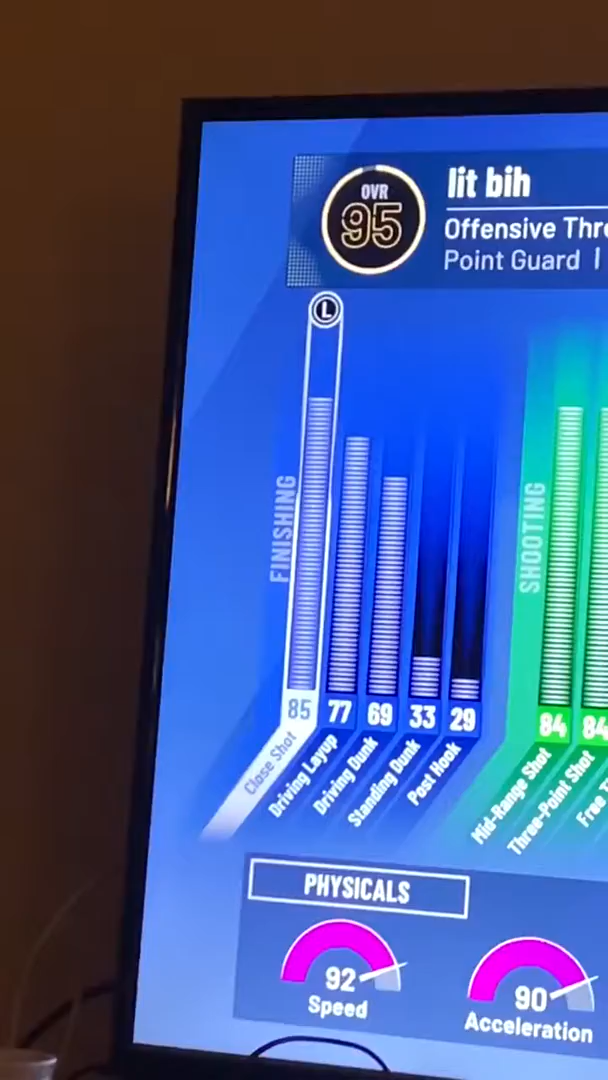 OVR
95
lit bih
Offensive Thre
Point Guard |
L
FINISHING
SHOOTING
85 77 69 33 29
84 84
Close Shot
Driving Layup
Driving Dunk
Standing Dunk
Post Hook
Mid-Range Shot
Three-Point Shot
Free T
PHYSICALS
92
Speed
90
Acceleration